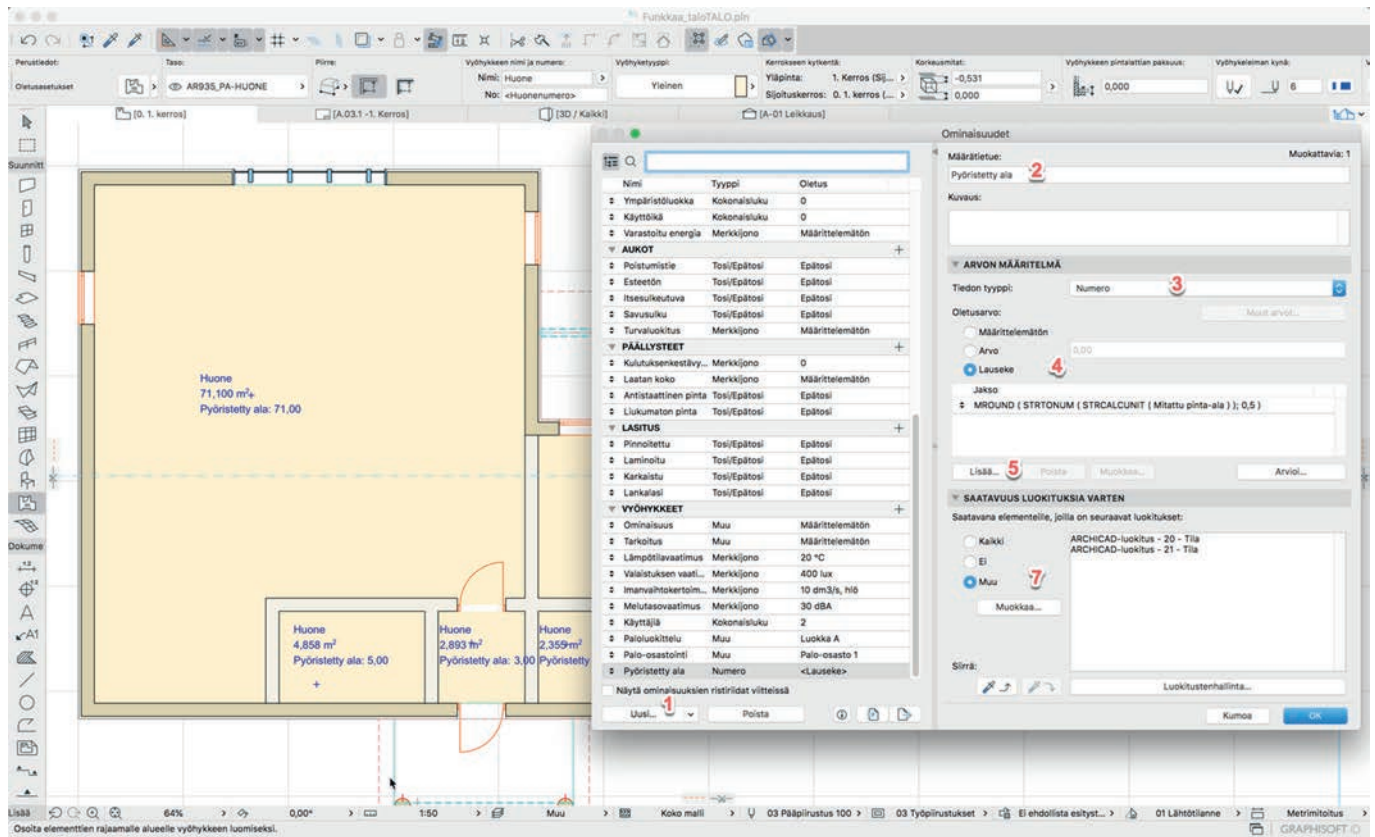 Funkkaa_taloTALO.pln
Perustiedot:
Taso:
Piirre:
Vyöhykkeen nimi ja numero:
Vyöhyketyyppi:
Kerrokseen kytkentä:
Korkeusmitat:
Vyöhykkeen pintalattian paksuus:
Vyöhykeleiman kynä:
Oletusasetukset
AR935_PA-HUONE
Nimi: Huone
No: <Huonenumero>
Yleinen
Yläpinta: 1. Kerros (Sij...
Sijoituskerros: 0. 1. kerros (...
-0,531
0,000
0,000
6
[0. 1. kerros]
[A.03.1 -1. Kerros]
[3D / Kaikki]
[A-01 Leikkaus]
Suunnitt
Dokume
A
A1
Lisää
Huone
71,100 m²
Pyöristetty ala: 71,00
Huone
4,858 m²
Pyöristetty ala: 5,00
Huone
2,893 m²
Pyöristetty ala: 3,00
Huone
2,359 m²
Pyöristetty
Ominaisuudet
Nimi Tyyppi Oletus
Ympäristöluokka Kokonaisluku 0
Käyttöikä Kokonaisluku 0
Varastoitu energia Merkkijono Määrittelemätön
AUKOT
Poistumistie Tosi/Epätosi Epätosi
Esteetön Tosi/Epätosi Epätosi
Itsesulkeutuva Tosi/Epätosi Epätosi
Savusulku Tosi/Epätosi Epätosi
Turvaluokitus Merkkijono Määrittelemätön
PÄÄLLYSTEET
Kulutuksenkestävy... Merkkijono 0
Laatan koko Merkkijono Määrittelemätön
Antistaattinen pinta Tosi/Epätosi Epätosi
Liukumaton pinta Tosi/Epätosi Epätosi
LASITUS
Pinnoitettu Tosi/Epätosi Epätosi
Laminoitu Tosi/Epätosi Epätosi
Karkaistu Tosi/Epätosi Epätosi
Lankalasi Tosi/Epätosi Epätosi
VYÖHYKKEET
Ominaisuus Muu Määrittelemätön
Tarkoitus Muu Määrittelemätön
Lämpötilavaatimus Merkkijono 20 °C
Valaistuksen vaati... Merkkijono 400 lux
Imanvaihtokertoim... Merkkijono 10 dm3/s, hlö
Melutasovaatimus Merkkijono 30 dBA
Käyttäjiä Kokonaisluku 2
Paloluokittelu Muu Luokka A
Palo-osastointi Muu Palo-osasto 1
Pyöristetty ala Numero <Lauseke>
Näytä ominaisuuksien ristiriidat viitteissä
Uusi... 1
Poista
Määrätietue:
Muokattavia: 1
Pyöristetty ala 2
Kuvaus:
ARVON MÄÄRITELMÄ
Tiedon tyyppi: Numero 3
Oletusarvo:
Muut arvot...
Määrittelemätön
Arvo 0,00
Lauseke 4
Jakso
MROUND ( STRTONUM ( STRCALCUNIT ( Mitattu pinta-ala ) ); 0,5 )
Lisää... 5 Poista Muokkaa... Arvioi...
SAATAVUUS LUOKITUKSIA VARTEN
Saatavana elementeille, joilla on seuraavat luokitukset:
Kaikki
Ei
Muu 7
Muokkaa...
ARCHICAD-luokitus - 20 - Tila
ARCHICAD-luokitus - 21 - Tila
Siirrä:
Luokitustenhallinta...
Kumoa OK
64% 0,00° 1:50 Muu Koko malli 03 Pääpiirustus 100 03 Työpiirustukset Ei ehdollista esityst... 01 Lähtötilanne Metrimitoitus
Osoita elementtien rajaamalle alueelle vyöhykkeen luomiseksi.
GRAPHISOFT